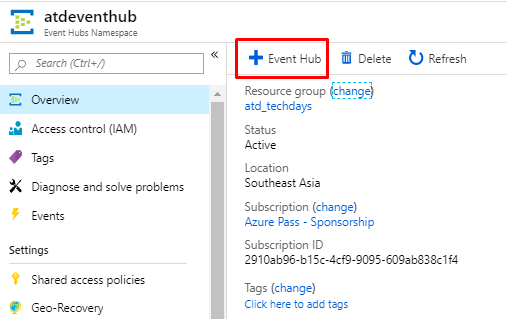 atdeventhub
Event Hubs Namespace
Search (Ctrl+/)
«
Overview
Access control (IAM)
Tags
Diagnose and solve problems
Events
Settings
Shared access policies
Geo-Recovery
Event Hub
Delete
Refresh
Resource group (change)
atd_techdays
Status
Active
Location
Southeast Asia
Subscription (change)
Azure Pass - Sponsorship
Subscription ID
2910ab96-b15c-4cf9-9095-609ab838c1f4
Tags (change)
Click here to add tags